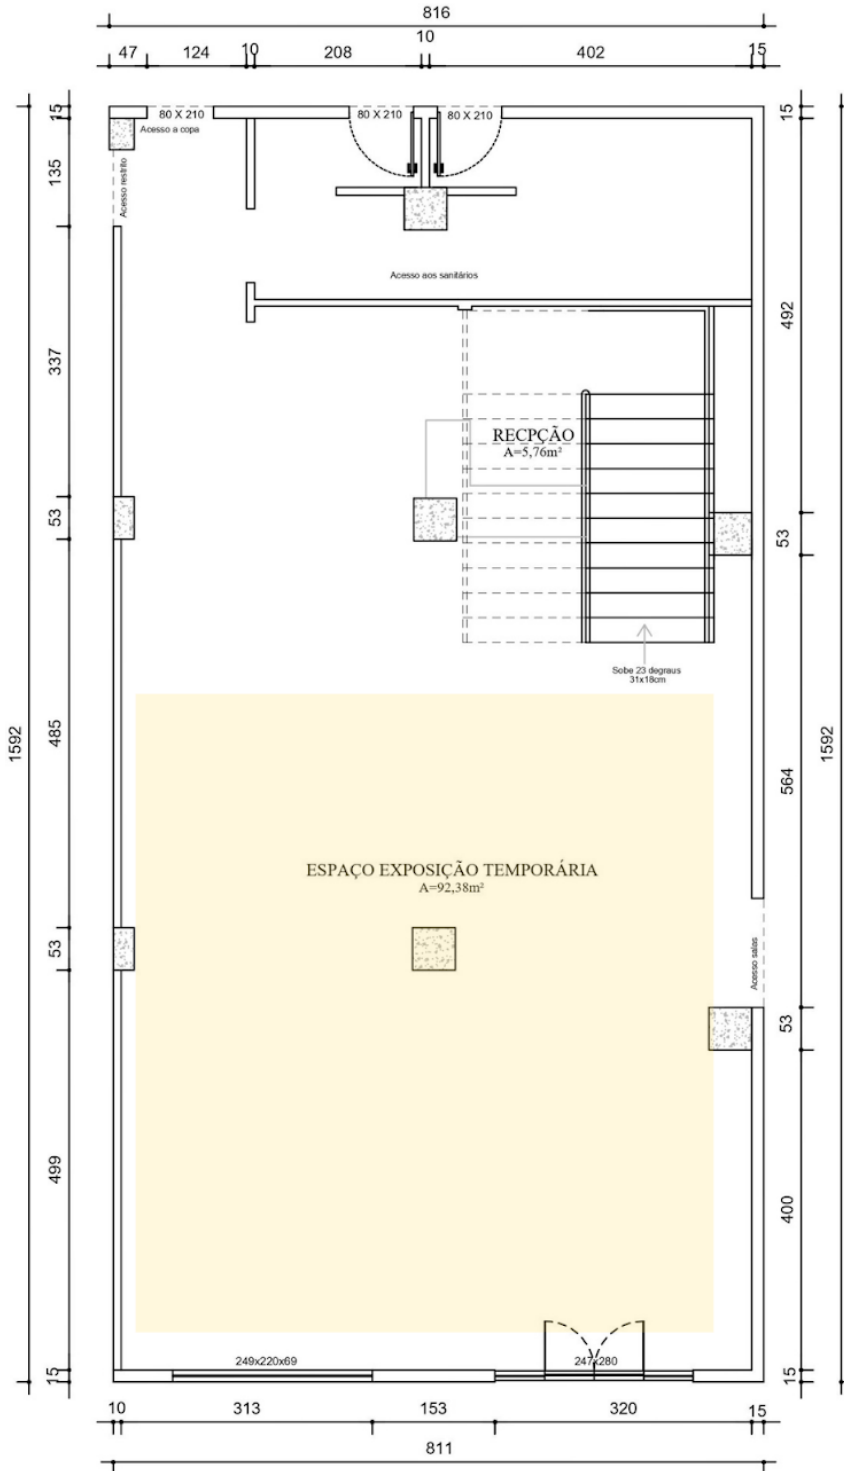 816
47 124 10 208 10 402 15
80 X 210 80 X 210 80 X 210
Acesso a copa
Acesso restrito
Acesso aos sanitários
RECPÇÃO
A=5,76m²
Sobe 23 degraus
31x18cm
ESPAÇO EXPOSIÇÃO TEMPORÁRIA
A=92,38m²
Acesso salas
249x220x69
247x280
15
135
337
53
485
53
499
15
1592
15
492
53
564
53
400
15
1592
10 313 153 320 15
811